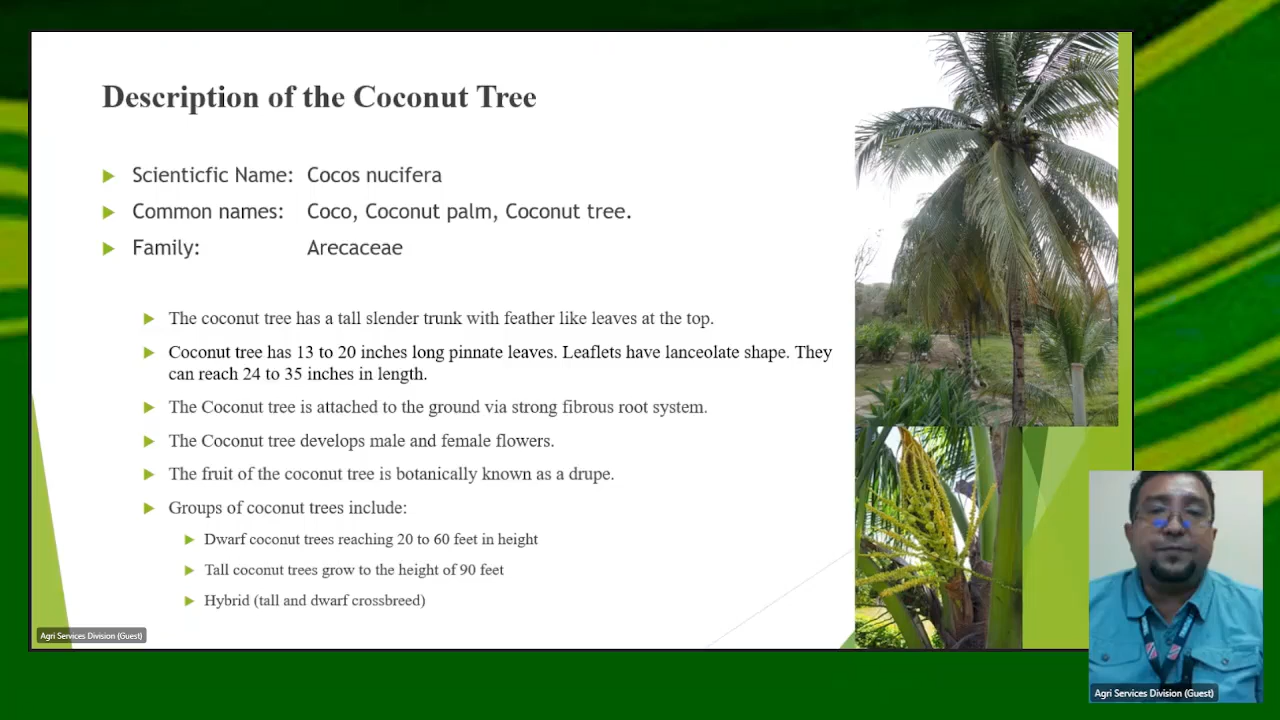 Description of the Coconut Tree
Scienticfic Name: Cocos nucifera
Common names: Coco, Coconut palm, Coconut tree.
Family: Arecaceae
The coconut tree has a tall slender trunk with feather like leaves at the top.
Coconut tree has 13 to 20 inches long pinnate leaves. Leaflets have lanceolate shape. They
can reach 24 to 35 inches in length.
The Coconut tree is attached to the ground via strong fibrous root system.
The Coconut tree develops male and female flowers.
The fruit of the coconut tree is botanically known as a drupe.
Groups of coconut trees include:
Dwarf coconut trees reaching 20 to 60 feet in height
Tall coconut trees grow to the height of 90 feet
Hybrid (tall and dwarf crossbreed)
Agri Services Division (Guest)
Agri Services Division (Guest)